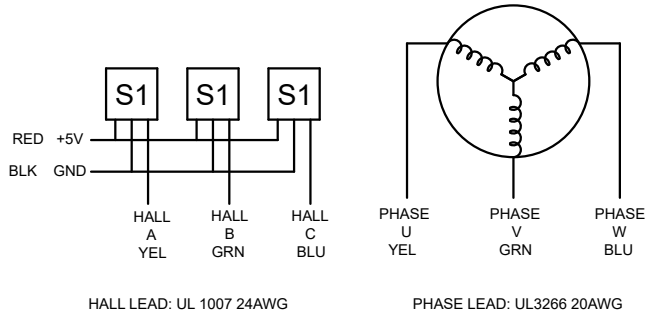 S1 S1 S1
RED +5V
BLK GND
HALL A YEL
HALL B GRN
HALL C BLU
PHASE U YEL
PHASE V GRN
PHASE W BLU
HALL LEAD: UL 1007 24AWG
PHASE LEAD: UL3266 20AWG